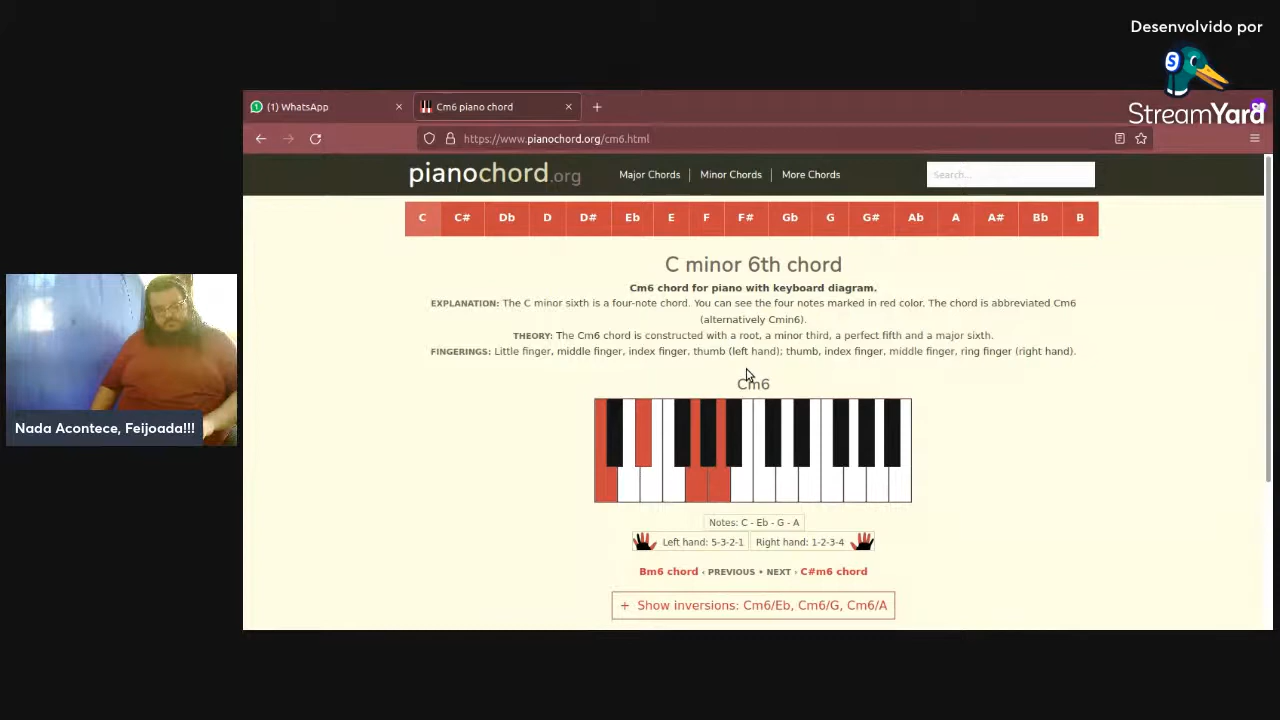 Desenvolvido por
S
StreamYard
(1) WhatsApp
Cm6 piano chord
https://www.pianochord.org/cm6.html
pianochord.org
Major Chords
Minor Chords
More Chords
Search...
C C# Db D D# Eb E F F# Gb G G# Ab A A# Bb B
C minor 6th chord
Cm6 chord for piano with keyboard diagram.
EXPLANATION: The C minor sixth is a four-note chord. You can see the four notes marked in red color. The chord is abbreviated Cm6
(alternatively Cmin6).
THEORY: The Cm6 chord is constructed with a root, a minor third, a perfect fifth and a major sixth.
FINGERINGS: Little finger, middle finger, index finger, thumb (left hand); thumb, index finger, middle finger, ring finger (right hand).
Cm6
Notes: C - Eb - G - A
Left hand: 5-3-2-1
Right hand: 1-2-3-4
Bm6 chord ‹ PREVIOUS • NEXT › C#m6 chord
+ Show inversions: Cm6/Eb, Cm6/G, Cm6/A
Nada Acontece, Feijoada!!!